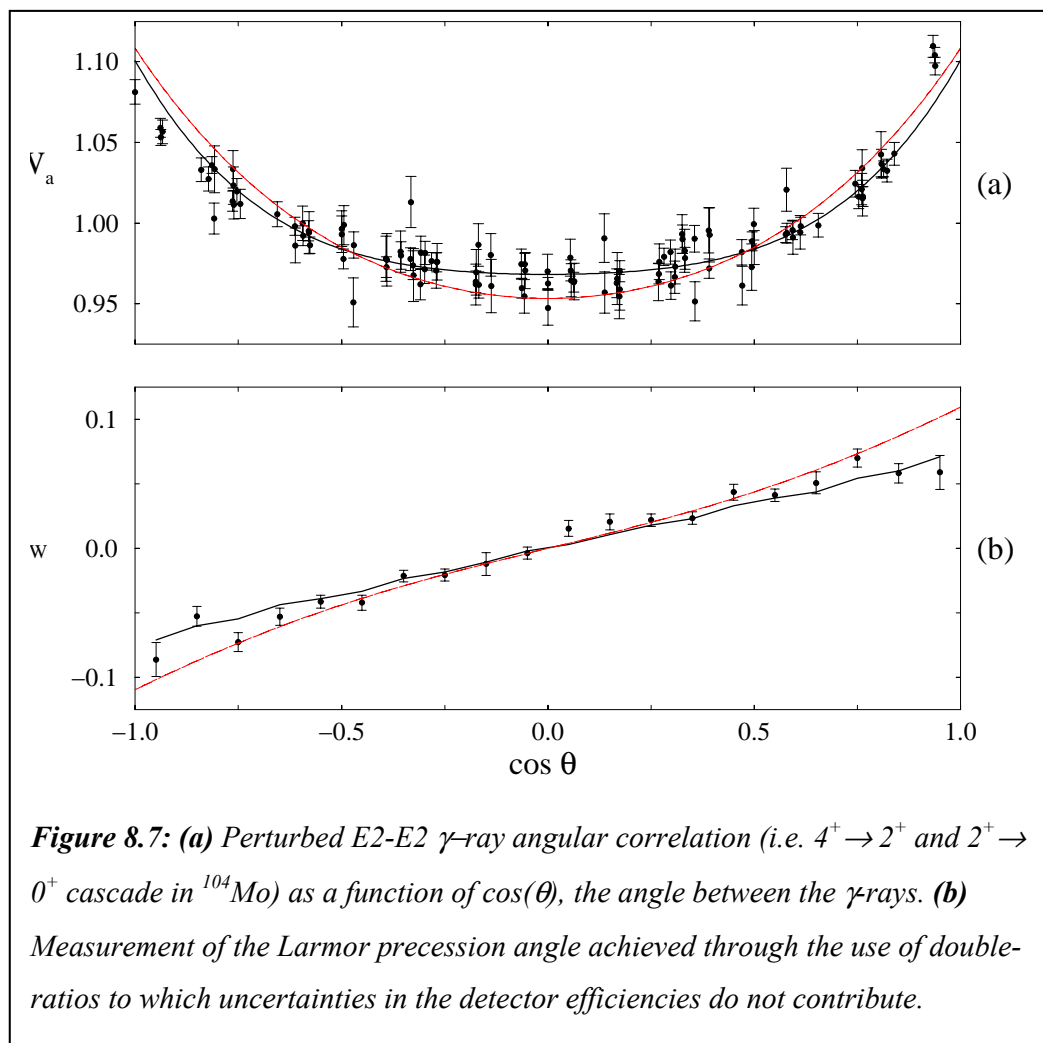 1.10
1.05
1.00
0.95
(a)
0.1
0.0
−0.1
w
(b)
−1.0 −0.5 0.0 0.5 1.0
cos θ
Figure 8.7: (a) Perturbed E2-E2 γ–ray angular correlation (i.e. 4⁺ → 2⁺ and 2⁺ →
0⁺ cascade in ¹⁰⁴Mo) as a function of cos(θ), the angle between the γ-rays. (b)
Measurement of the Larmor precession angle achieved through the use of double-
ratios to which uncertainties in the detector efficiencies do not contribute.